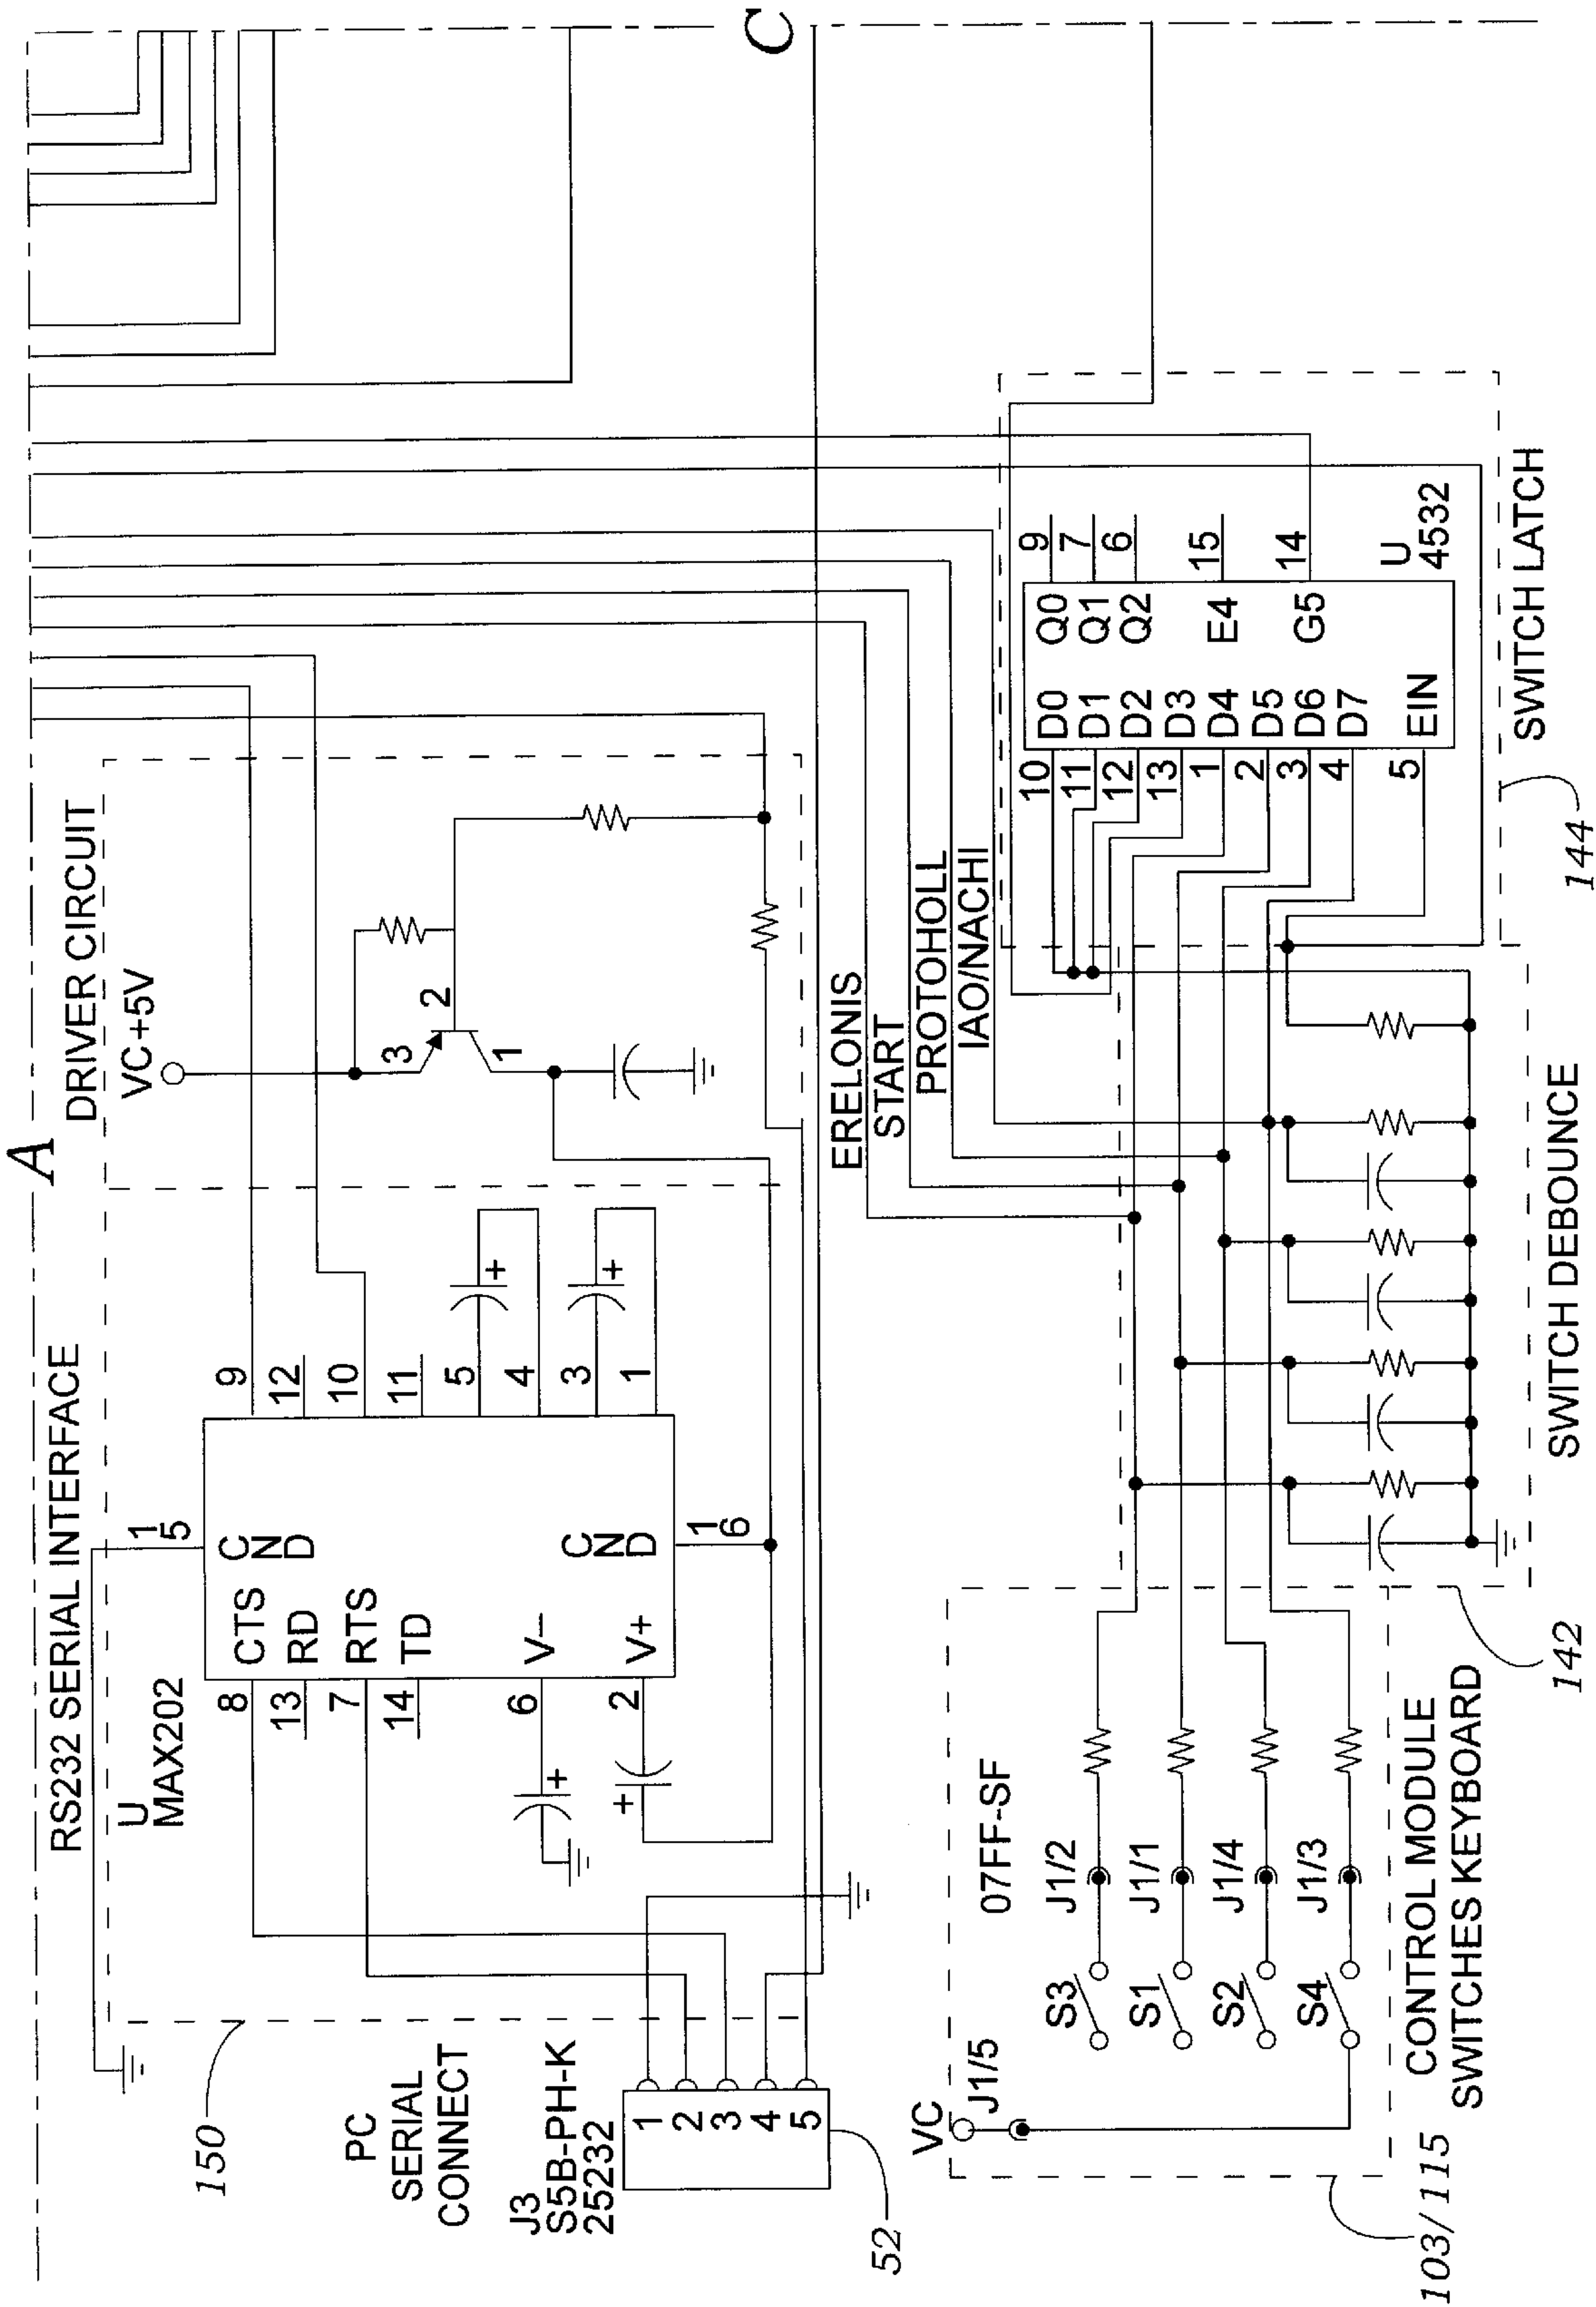 A
C
RS232 SERIAL INTERFACE
DRIVER CIRCUIT
VC+5V
3
2
1
U
MAX202
1
5
C
N
D
CTS
RD
RTS
TD
V–
V+
C
N
D
1
6
8
13
7
14
6
2
9
12
10
11
5
4
3
1
+
+
+
+
150
PC
SERIAL
CONNECT
J3
S5B-PH-K
25232
1
2
3
4
5
52
ERELONIS
START
PROTOHOLL
IAO/NACHI
VC
J1/5
07FF-SF
S3
J1/2
S1
J1/1
S2
J1/4
S4
J1/3
CONTROL MODULE
SWITCHES KEYBOARD
103/115
142
SWITCH DEBOUNCE
10
11
12
13
1
2
3
4
5
D0
D1
D2
D3
D4
D5
D6
D7
EIN
Q0
Q1
Q2
E4
G5
9
7
6
15
14
U
4532
SWITCH LATCH
144